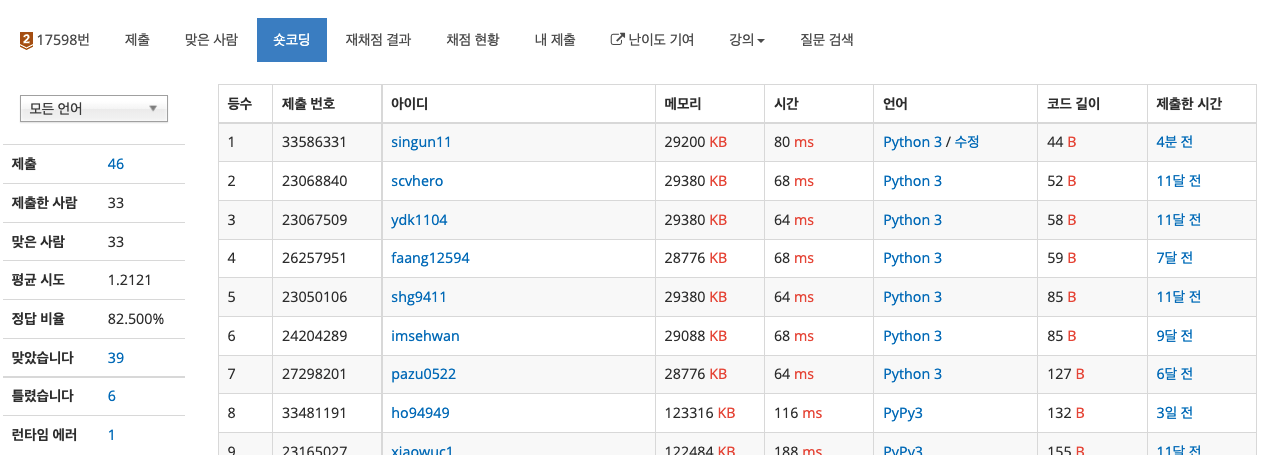 2 17598번 제출 맞은 사람 숏코딩 재채점 결과 채점 현황 내 제출 난이도 기여 강의 질문 검색
모든 언어
제출 46
제출한 사람 33
맞은 사람 33
평균 시도 1.2121
정답 비율 82.500%
맞았습니다 39
틀렸습니다 6
런타임 에러 1
등수 제출 번호 아이디 메모리 시간 언어 코드 길이 제출한 시간
1 33586331 singun11 29200 KB 80 ms Python 3 / 수정 44 B 4분 전
2 23068840 scvhero 29380 KB 68 ms Python 3 52 B 11달 전
3 23067509 ydk1104 29380 KB 64 ms Python 3 58 B 11달 전
4 26257951 faang12594 28776 KB 68 ms Python 3 59 B 7달 전
5 23050106 shg9411 29380 KB 64 ms Python 3 85 B 11달 전
6 24204289 imsehwan 29088 KB 68 ms Python 3 85 B 9달 전
7 27298201 pazu0522 28776 KB 64 ms Python 3 127 B 6달 전
8 33481191 ho94949 123316 KB 116 ms PyPy3 132 B 3일 전
9 23165027 xiaowuc1 122484 KB 188 ms PyPy3 155 B 11달 전